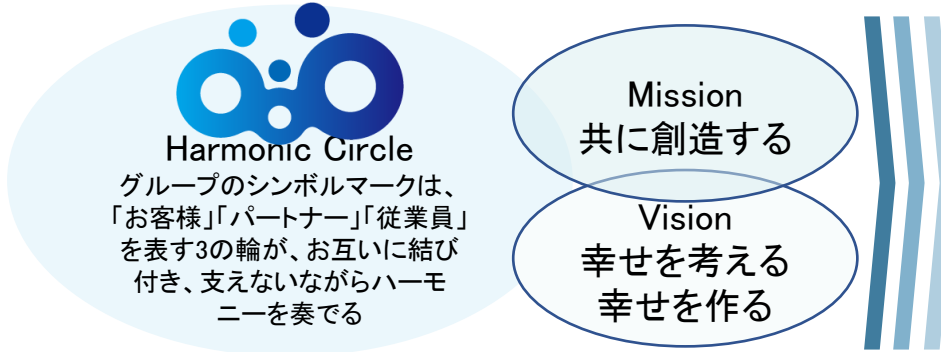 Harmonic Circle
グループのシンボルマークは、
「お客様」「パートナー」「従業員」
を表す3の輪が、お互いに結び
付き、支えないながらハーモ
ニーを奏でる
Mission
共に創造する
Vision
幸せを考える
幸せを作る